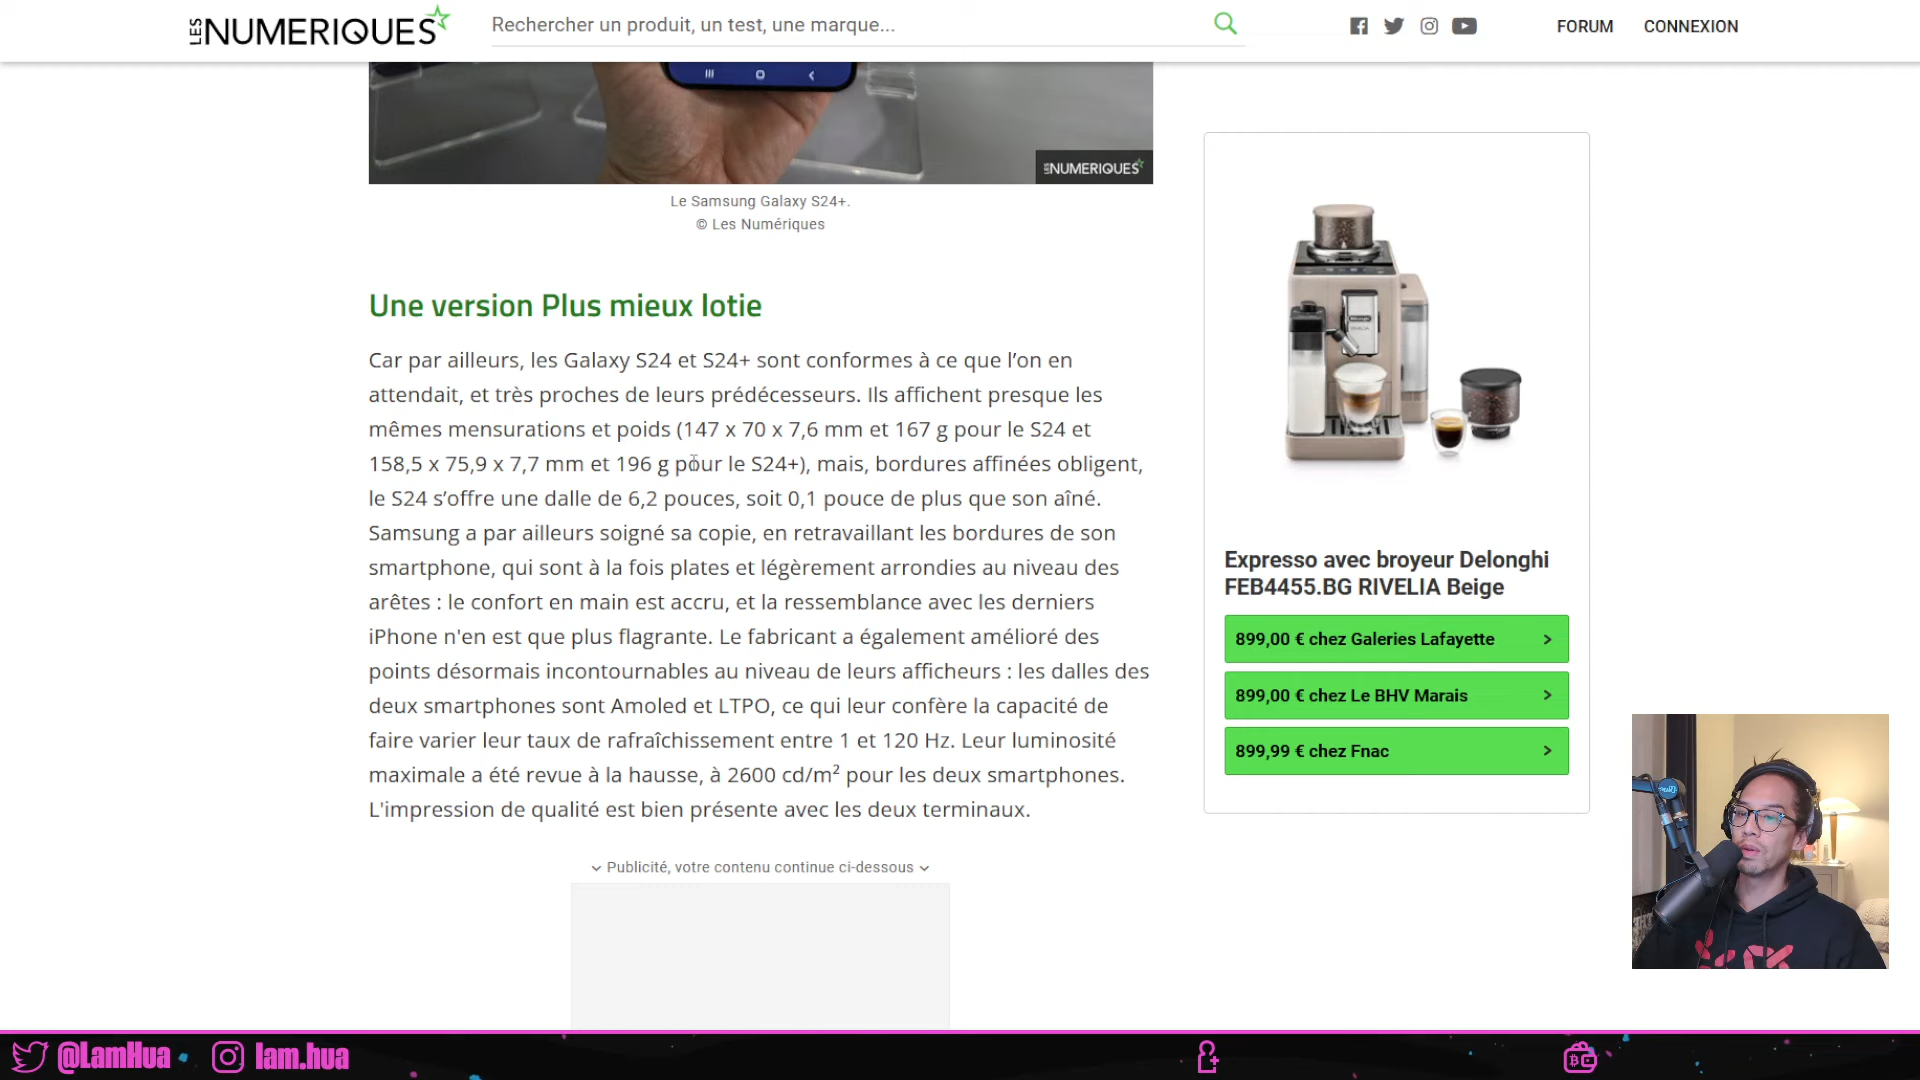 LES NUMERIQUES
Rechercher un produit, un test, une marque...
FORUM
CONNEXION
LES NUMERIQUES
Le Samsung Galaxy S24+.
© Les Numériques
Une version Plus mieux lotie
Car par ailleurs, les Galaxy S24 et S24+ sont conformes à ce que l’on en
attendait, et très proches de leurs prédécesseurs. Ils affichent presque les
mêmes mensurations et poids (147 x 70 x 7,6 mm et 167 g pour le S24 et
158,5 x 75,9 x 7,7 mm et 196 g pour le S24+), mais, bordures affinées obligent,
le S24 s’offre une dalle de 6,2 pouces, soit 0,1 pouce de plus que son aîné.
Samsung a par ailleurs soigné sa copie, en retravaillant les bordures de son
smartphone, qui sont à la fois plates et légèrement arrondies au niveau des
arêtes : le confort en main est accru, et la ressemblance avec les derniers
iPhone n'en est que plus flagrante. Le fabricant a également amélioré des
points désormais incontournables au niveau de leurs afficheurs : les dalles des
deux smartphones sont Amoled et LTPO, ce qui leur confère la capacité de
faire varier leur taux de rafraîchissement entre 1 et 120 Hz. Leur luminosité
maximale a été revue à la hausse, à 2600 cd/m² pour les deux smartphones.
L'impression de qualité est bien présente avec les deux terminaux.
Publicité, votre contenu continue ci-dessous
Expresso avec broyeur Delonghi
FEB4455.BG RIVELIA Beige
899,00 € chez Galeries Lafayette >
899,00 € chez Le BHV Marais >
899,99 € chez Fnac >
@LamHua
lam.hua